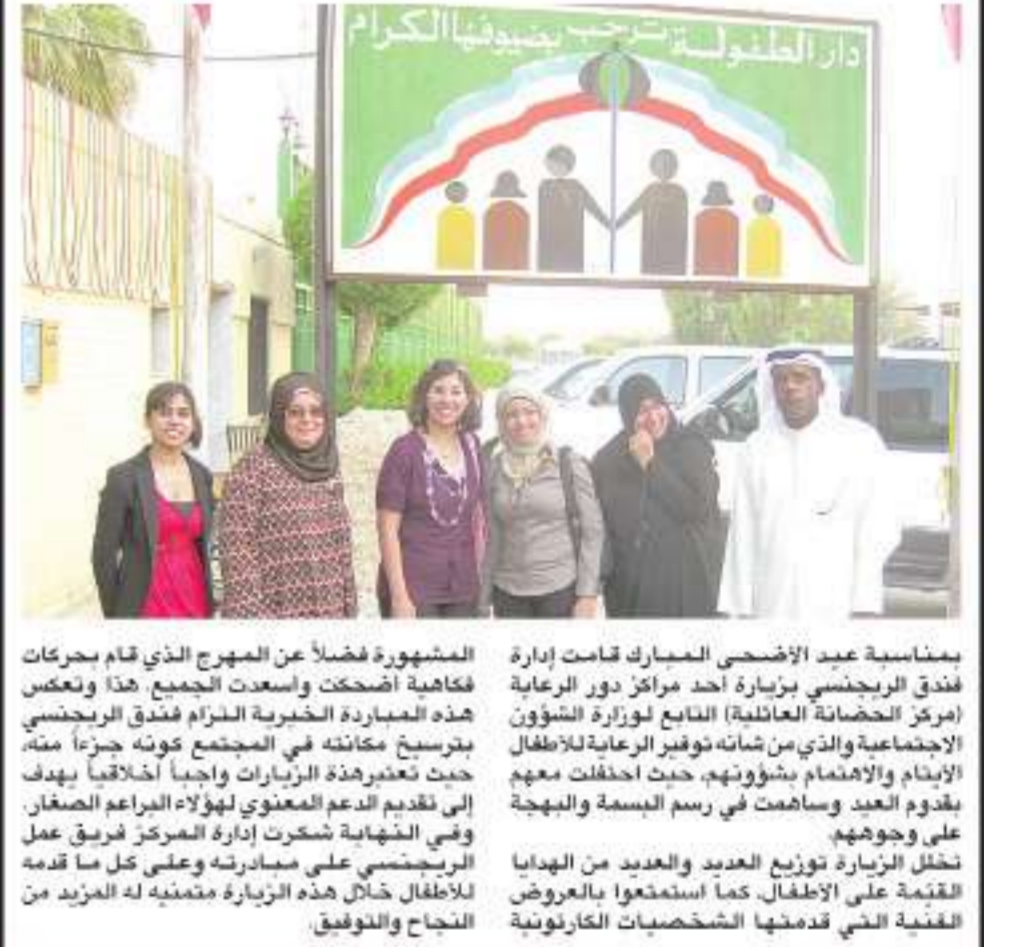 دار الطفولة ترحب بضيوفها الكرام
بمناسبة عيد الأضحى المبارك قامت إدارة
فندق الريجنسي بزيارة أحد مراكز دور الرعاية
(مركز الحضانة العائلية) التابع لوزارة الشؤون
الاجتماعية والذي من شأنه توفير الرعاية للأطفال
الأيتام والاهتمام بشؤونهم، حيث احتفلت معهم
بقدوم العيد وساهمت في رسم البسمة والبهجة
على وجوههم.
تخلل الزيارة توزيع العديد والعديد من الهدايا
القيّمة على الأطفال، كما استمتعوا بالعروض
الفنية التي قدمتها الشخصيات الكارتونية
المشهورة فضلاً عن المهرج الذي قام بحركات
فكاهية أضحكت وأسعدت الجميع. هذا وتعكس
هذه المباردة الخيرية التزام فندق الريجنسي
بترسيخ مكانته في المجتمع كونه جزءاً منه،
حيث تعتبرهذة الزيارات واجباً أخلاقياً يهدف
إلى تقديم الدعم المعنوي لهؤلاء البراعم الصغار.
وفي النهاية شكرت إدارة المركز فريق عمل
الريجنسي على مبادرته وعلى كل ما قدمه
للأطفال خلال هذه الزيارة متمنيه له المزيد من
النجاح والتوفيق.